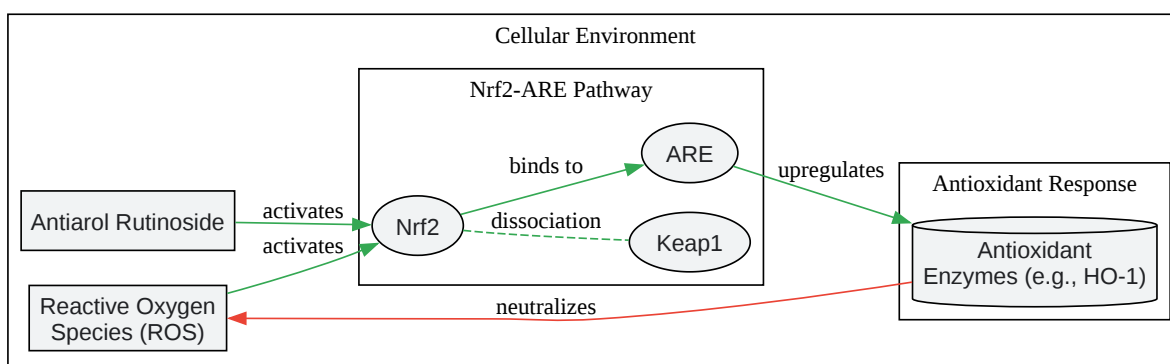 Cellular Environment
Nrf2-ARE Pathway
ARE
binds to
upregulates
Antioxidant Response
Antiarol Rutinoside
activates
Nrf2
dissociation
Keap1
Antioxidant
Enzymes (e.g., HO-1)
activates
Reactive Oxygen
Species (ROS)
neutralizes